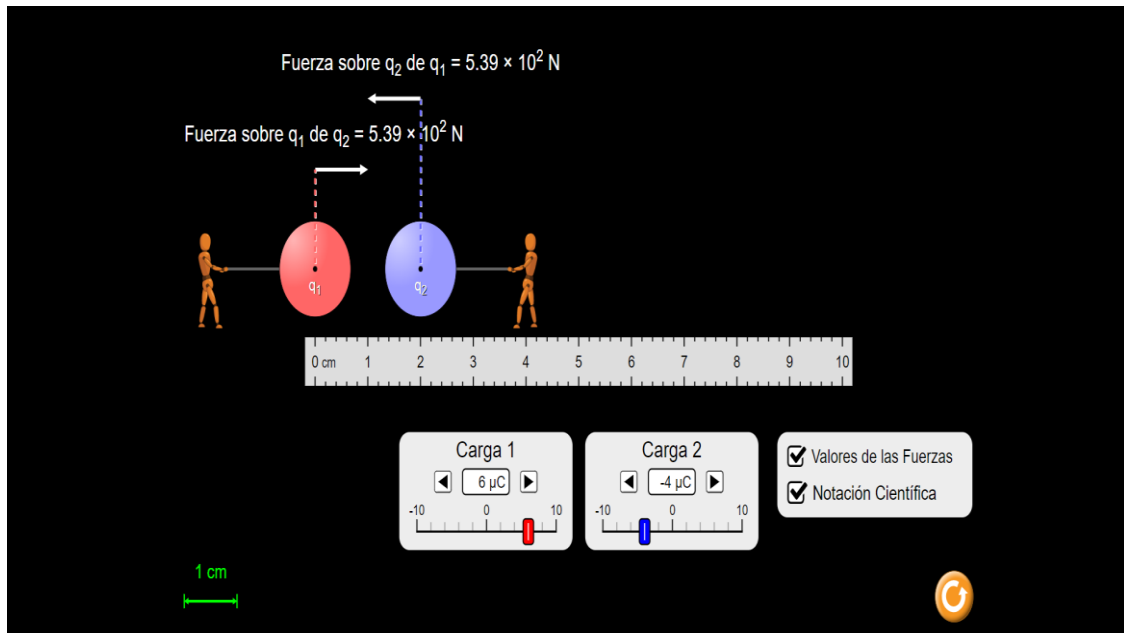 Fuerza sobre q₂ de q₁ = 5.39 × 10² N
Fuerza sobre q₁ de q₂ = 5.39 × 10² N
q₁
q₂
0 cm 1 2 3 4 5 6 7 8 9 10
Carga 1
6 μC
-10 0 10
Carga 2
-4 μC
-10 0 10
Valores de las Fuerzas
Notación Científica
1 cm